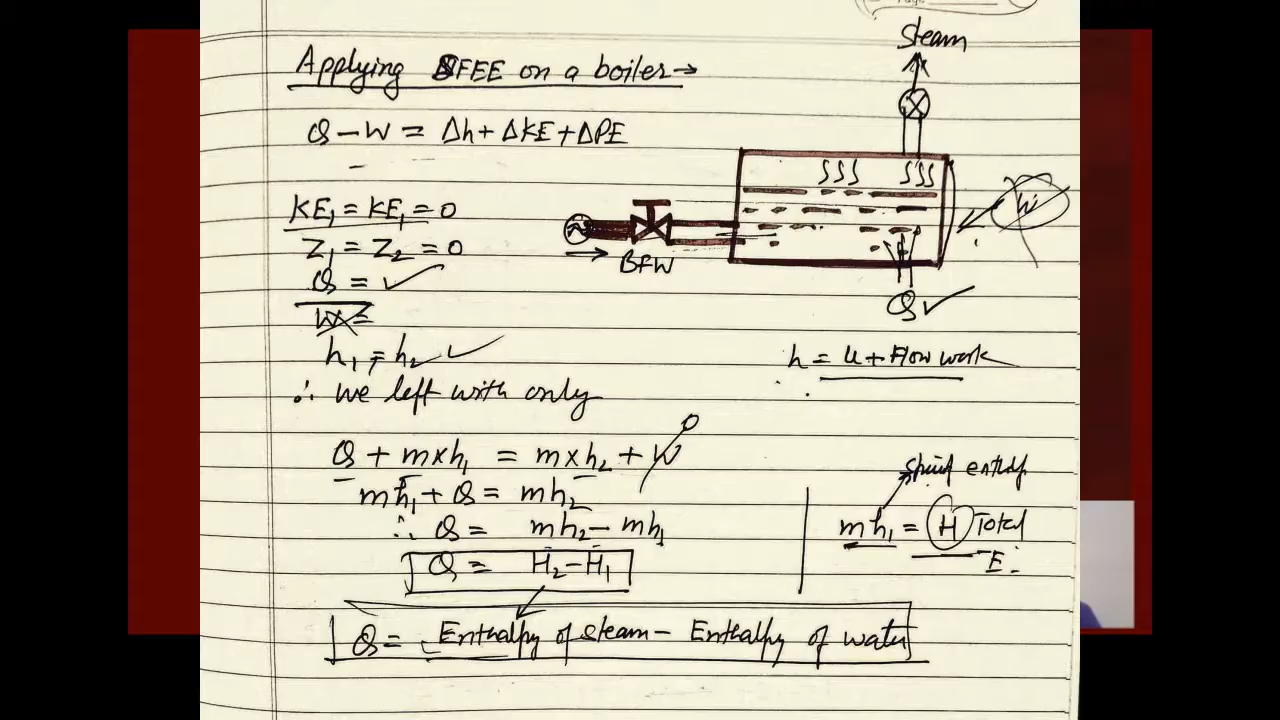 Steam
Applying SFEE on a boiler→
Q - W = Δh + ΔKE + ΔPE
KE₁ = KE₁ = 0
Z₁ = Z₂ = 0
Q = ✓
W =
h₁ = h₂ ✓
W
BFW
Q ✓
h = u + Flow work
∴ we left with only
Q + m×h₁ = m×h₂ + W 0
mh₁ + Q = mh₂
∴ Q = mh₂ - mh₁
Q = H₂ - H₁
enthalp
mh₁ = H Total
E.
Q = Enthalpy of steam - Enthalpy of water